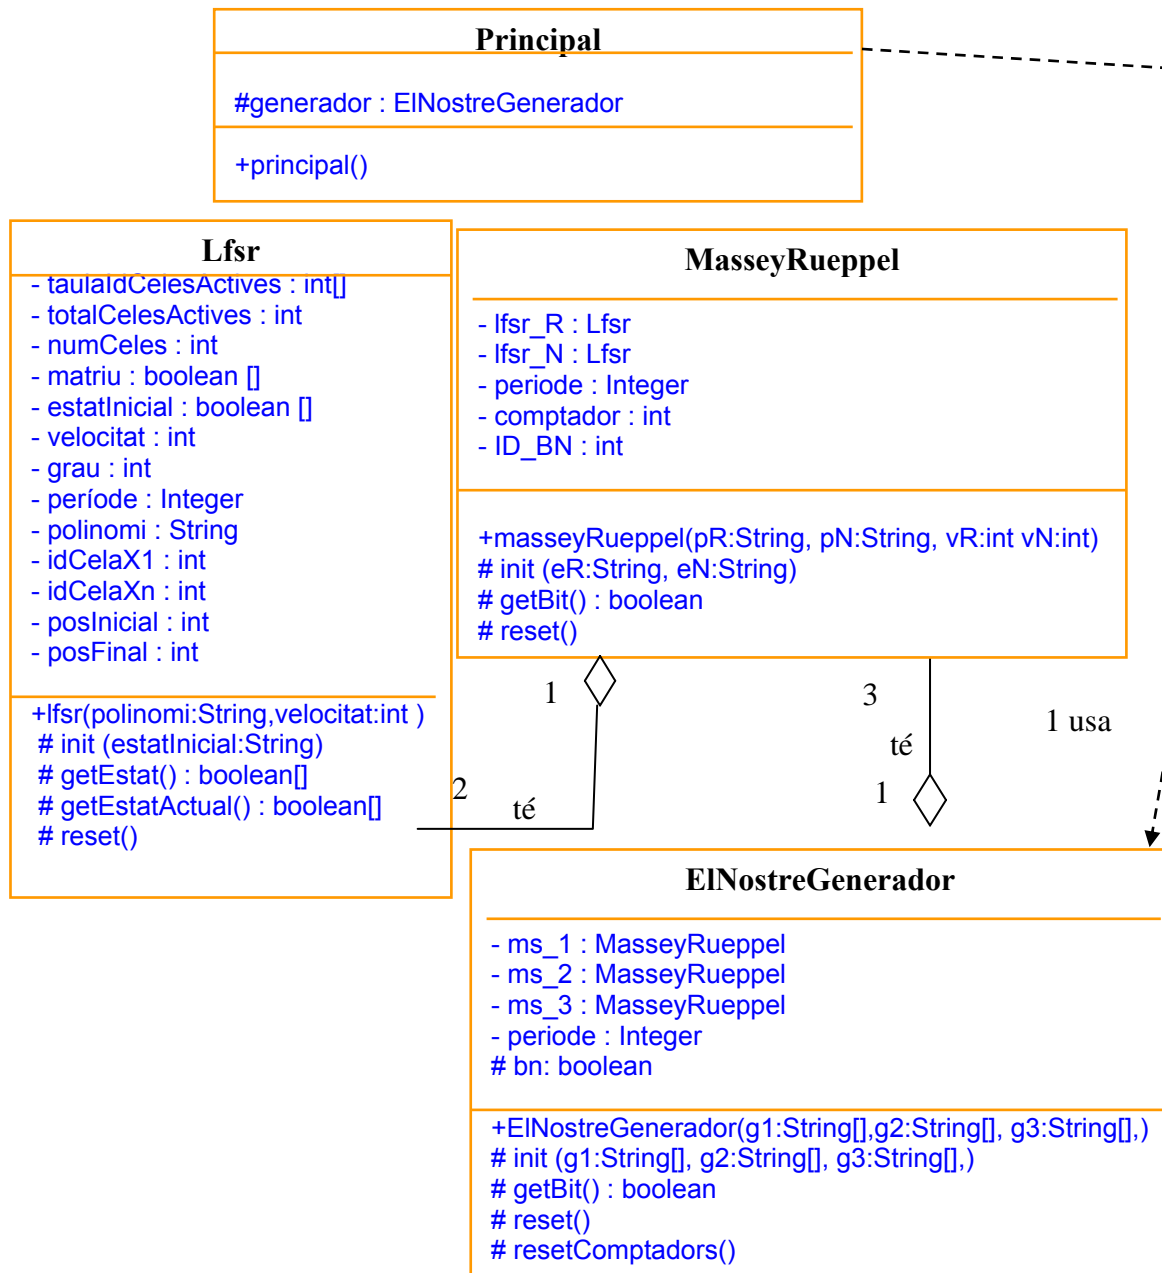 Principal
#generador : ElNostreGenerador
+principal()
Lfsr
- taulaIdCelesActives : int[]
- totalCelesActives : int
- numCeles : int
- matriu : boolean []
- estatInicial : boolean []
- velocitat : int
- grau : int
- període : Integer
- polinomi : String
- idCelaX1 : int
- idCelaXn : int
- posInicial : int
- posFinal : int
+lfsr(polinomi:String,velocitat:int )
# init (estatInicial:String)
# getEstat() : boolean[]
# getEstatActual() : boolean[]
# reset()
MasseyRueppel
- lfsr_R : Lfsr
- lfsr_N : Lfsr
- periode : Integer
- comptador : int
- ID_BN : int
+masseyRueppel(pR:String, pN:String, vR:int vN:int)
# init (eR:String, eN:String)
# getBit() : boolean
# reset()
1
2
té
3
té
1
1 usa
ElNostreGenerador
- ms_1 : MasseyRueppel
- ms_2 : MasseyRueppel
- ms_3 : MasseyRueppel
- periode : Integer
# bn: boolean
+ElNostreGenerador(g1:String[],g2:String[], g3:String[],)
# init (g1:String[], g2:String[], g3:String[],)
# getBit() : boolean
# reset()
# resetComptadors()